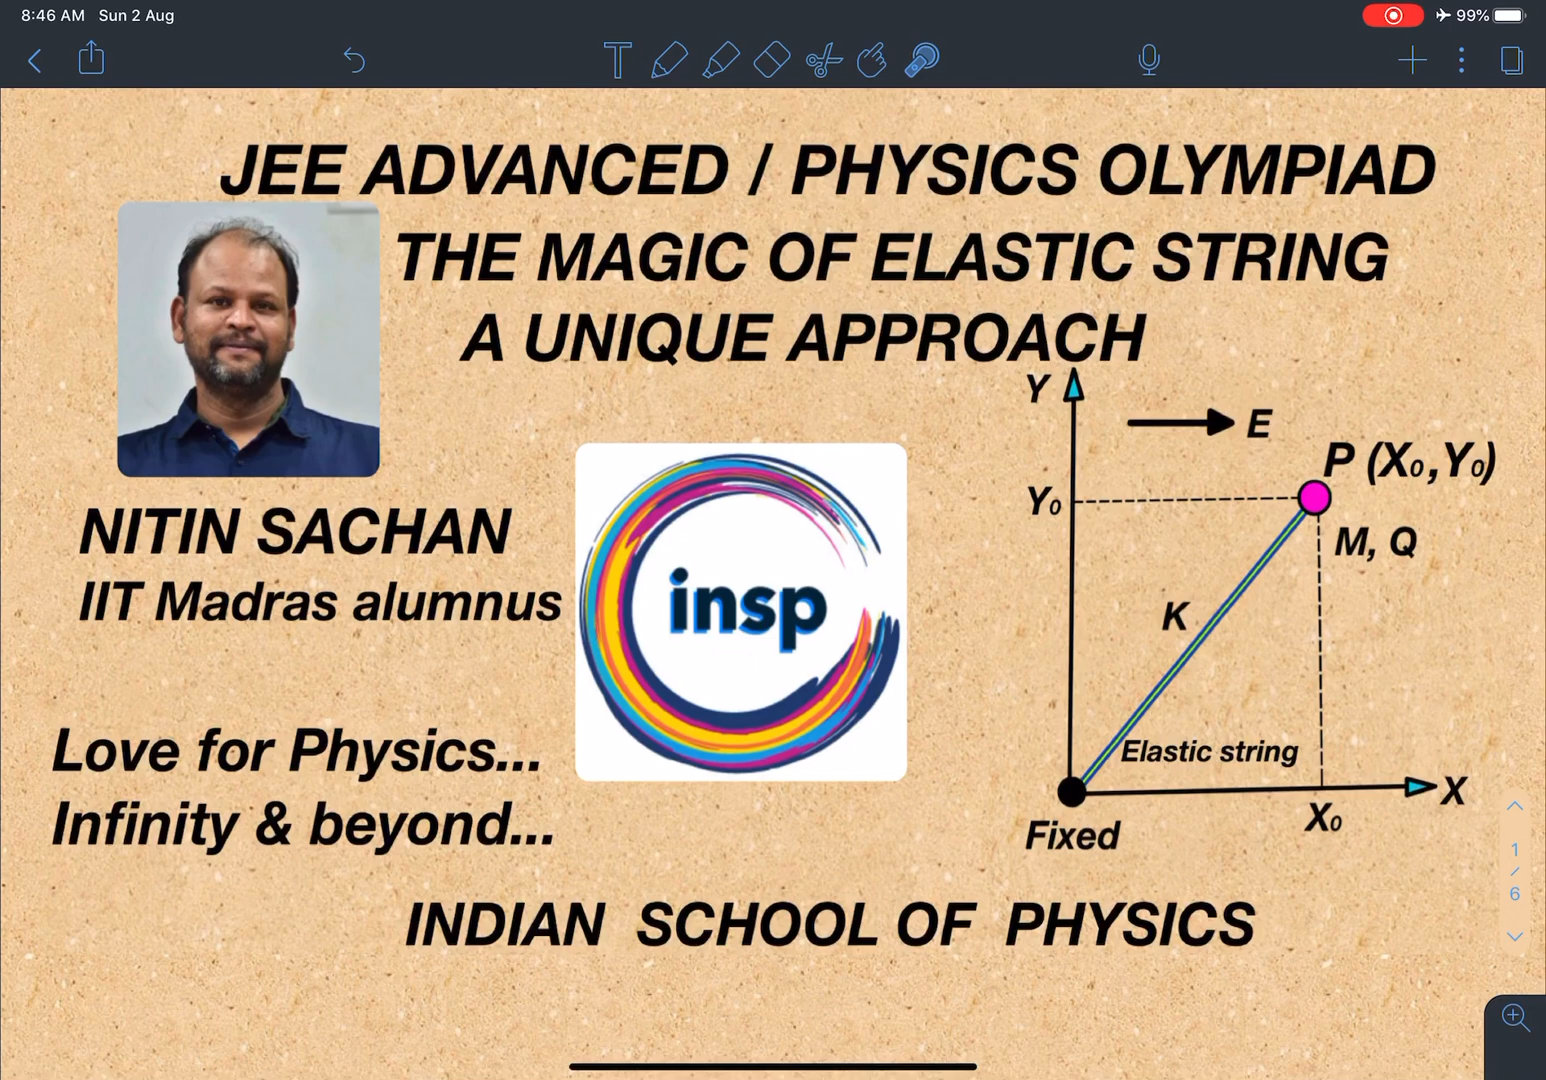 8:46 AM Sun 2 Aug
99%
JEE ADVANCED / PHYSICS OLYMPIAD
THE MAGIC OF ELASTIC STRING
A UNIQUE APPROACH
Y
E
P (X₀,Y₀)
Y₀
M, Q
NITIN SACHAN
IIT Madras alumnus
insp
K
Love for Physics...
Infinity & beyond...
Elastic string
X
X₀
Fixed
1
/
6
INDIAN SCHOOL OF PHYSICS